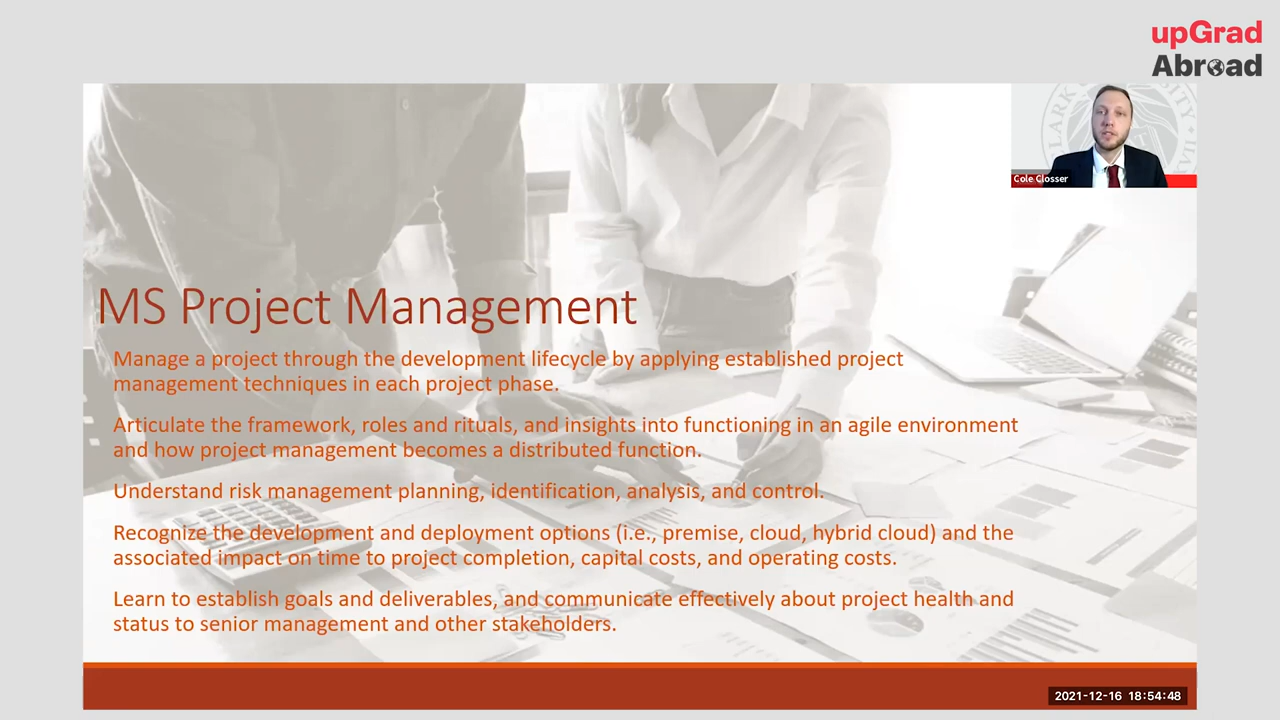 upGrad
Abroad
Cole Closser
MS Project Management
Manage a project through the development lifecycle by applying established project
management techniques in each project phase.
Articulate the framework, roles and rituals, and insights into functioning in an agile environment
and how project management becomes a distributed function.
Understand risk management planning, identification, analysis, and control.
Recognize the development and deployment options (i.e., premise, cloud, hybrid cloud) and the
associated impact on time to project completion, capital costs, and operating costs.
Learn to establish goals and deliverables, and communicate effectively about project health and
status to senior management and other stakeholders.
2021-12-16 18:54:48